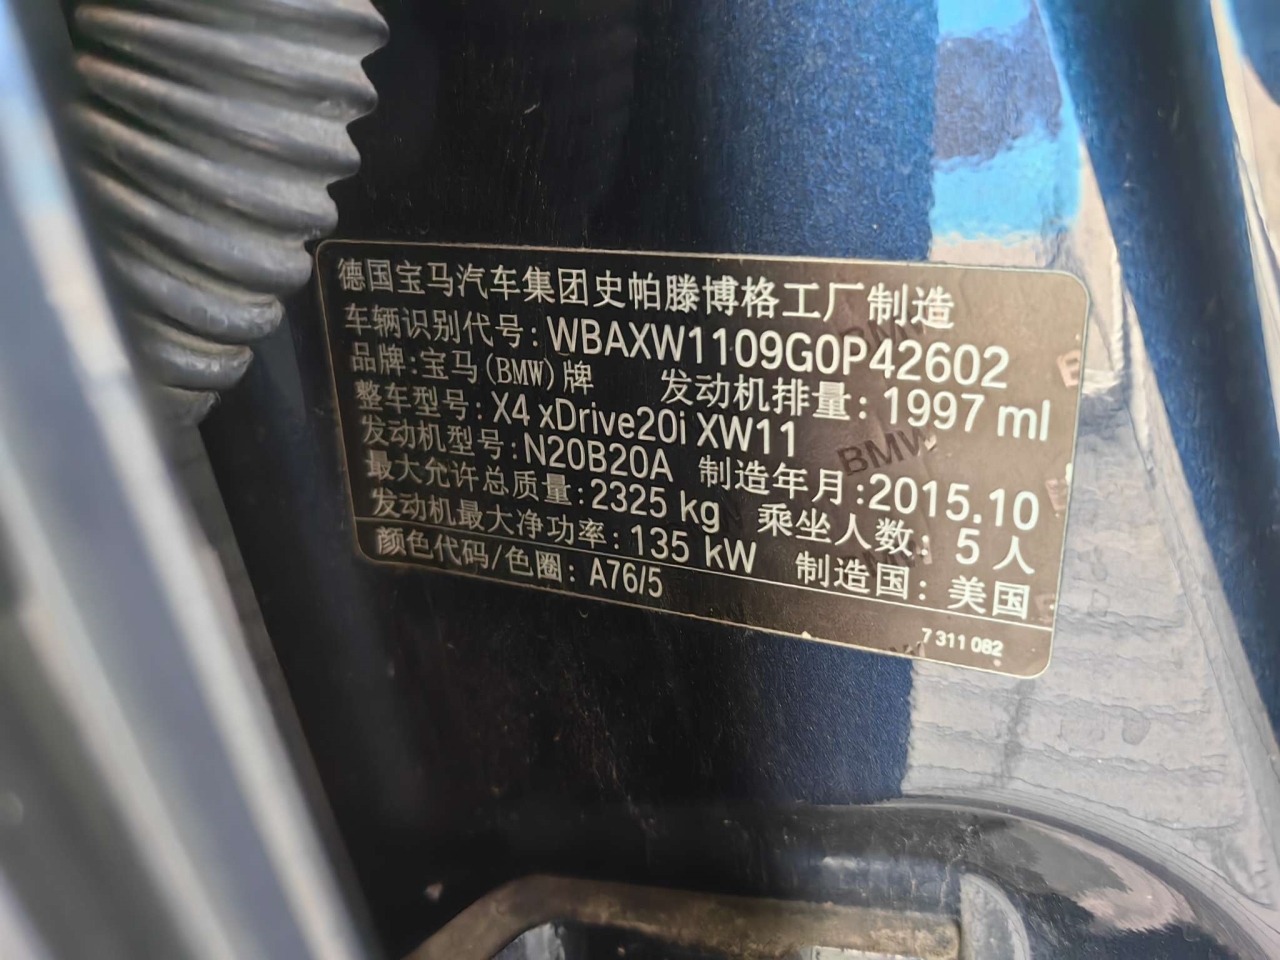 德国宝马汽车集团史帕滕博格工厂制造
车辆识别代号: WBAXW1109G0P42602
品牌:宝马(BMW)牌 发动机排量: 1997 ml
整车型号: X4 xDrive20i XW11
发动机型号: N20B20A 制造年月:2015.10
最大允许总质量: 2325 kg 乘坐人数: 5 人
发动机最大净功率: 135 kW 制造国: 美国
颜色代码/色圈: A76/5
7 311 082
BMW